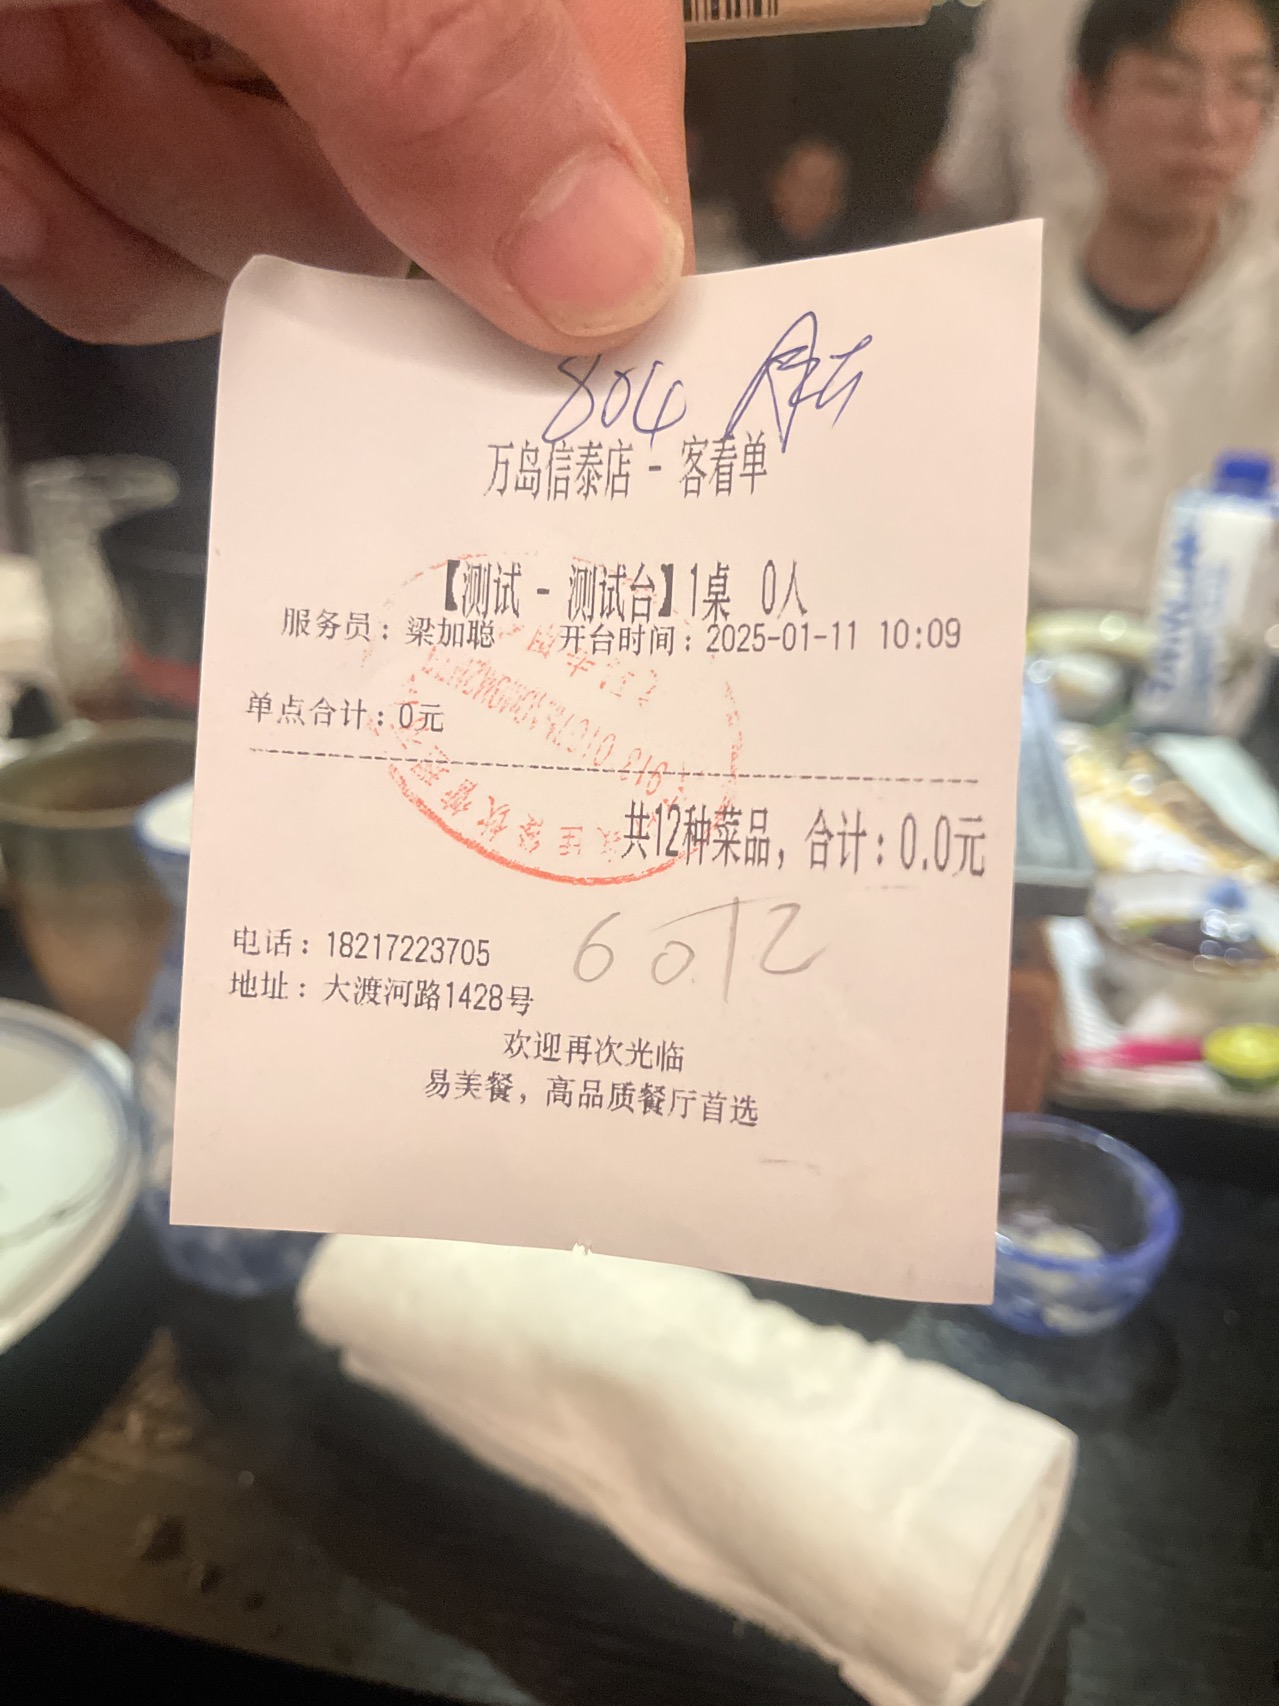 804
万岛信泰店 - 客看单
【测试 - 测试台】1桌 0人
服务员：梁加聪 开台时间：2025-01-11 10:09
单点合计：0元
共12种菜品，合计：0.0元
6012
电话：18217223705
地址：大渡河路1428号
欢迎再次光临
易美餐，高品质餐厅首选